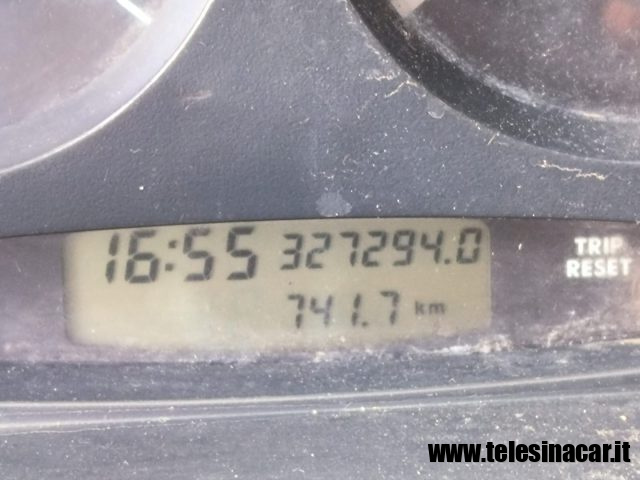 16:55 327294.0
741.7 km
TRIP
RESET
www.telesinacar.it